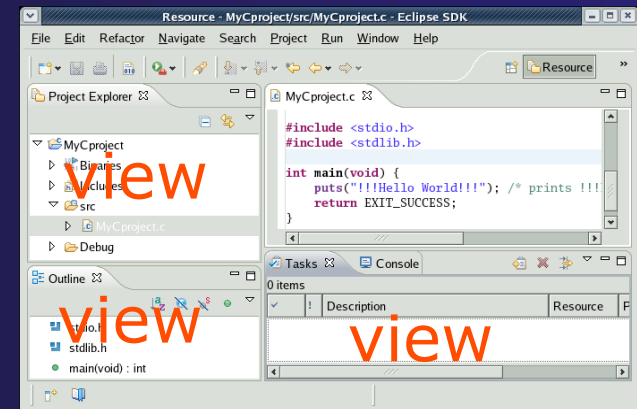 Resource - MyCproject/src/MyCproject.c - Eclipse SDK
File Edit Refactor Navigate Search Project Run Window Help
010
Resource »
Project Explorer
MyCproject
Binaries
Includes
src
MyCproject.c
Debug
view
MyCproject.c
#include <stdio.h>
#include <stdlib.h>
int main(void) {
puts("!!!Hello World!!!"); /* prints !!!
return EXIT_SUCCESS;
}
Outline
stdio.h
stdlib.h
main(void) : int
view
Tasks Console
0 items
! Description Resource P
view